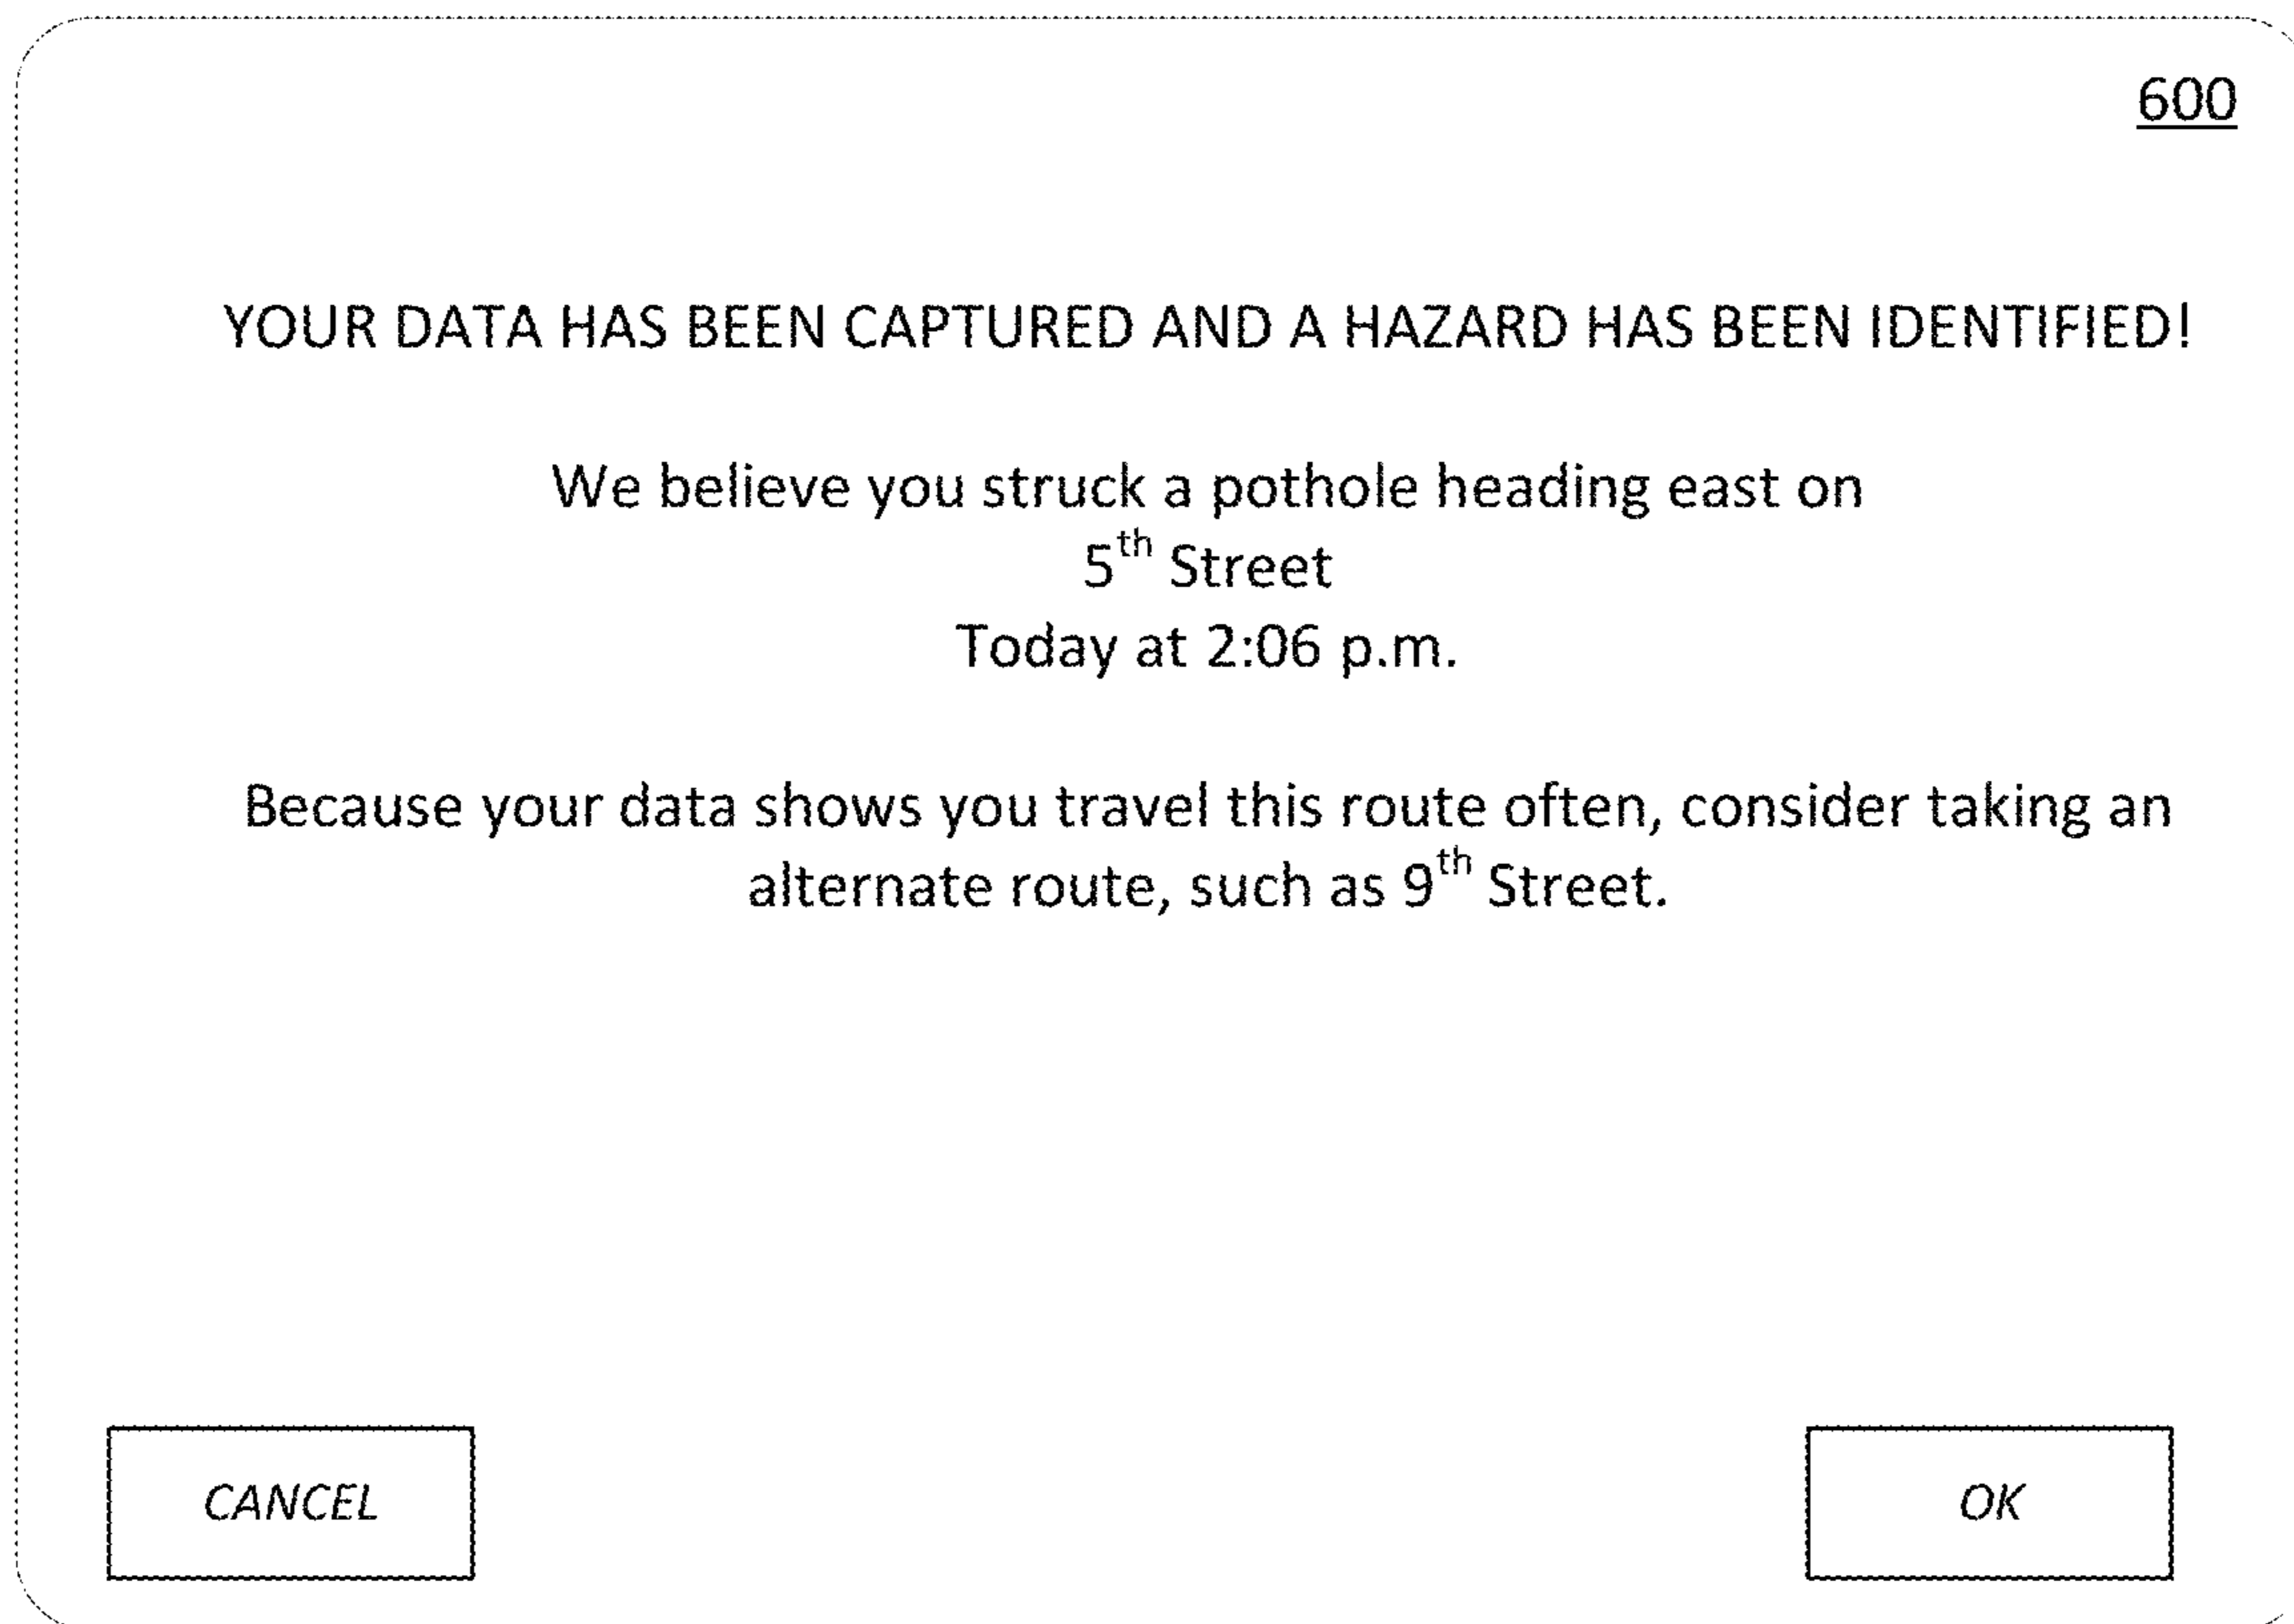 600
YOUR DATA HAS BEEN CAPTURED AND A HAZARD HAS BEEN IDENTIFIED!
We believe you struck a pothole heading east on
5th Street
Today at 2:06 p.m.
Because your data shows you travel this route often, consider taking an
alternate route, such as 9th Street.
CANCEL
OK